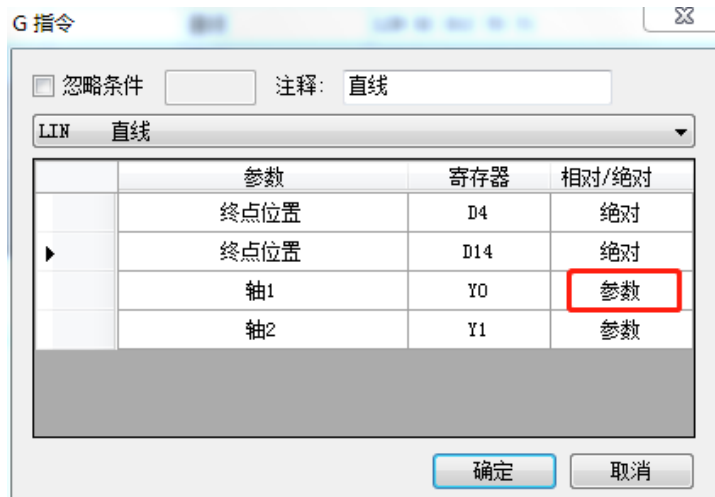 G 指令
忽略条件 注释: 直线
LIN 直线
参数 寄存器 相对/绝对
终点位置 D4 绝对
终点位置 D14 绝对
轴1 Y0 参数
轴2 Y1 参数
确定 取消